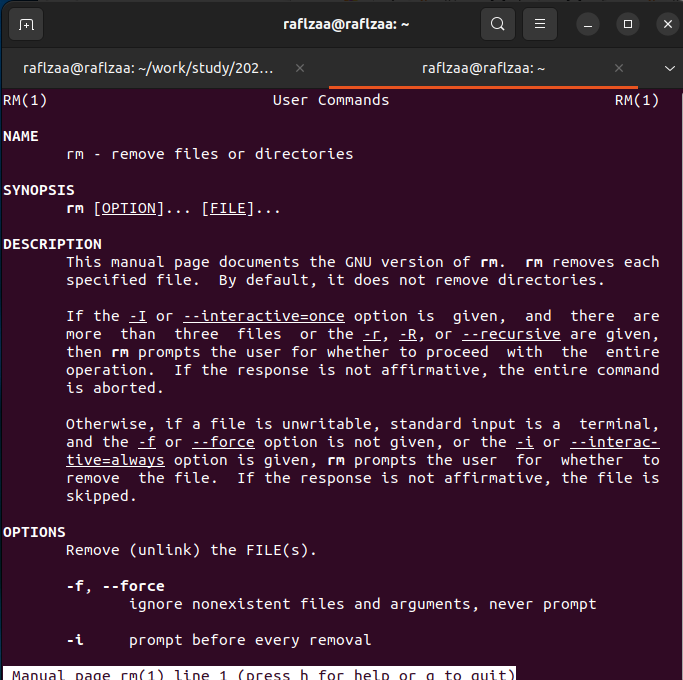 raflzaa@raflzaa: ~
raflzaa@raflzaa: ~/work/study/202...
raflzaa@raflzaa: ~
RM(1) User Commands RM(1)
NAME
rm - remove files or directories
SYNOPSIS
rm [OPTION]... [FILE]...
DESCRIPTION
This manual page documents the GNU version of rm. rm removes each
specified file. By default, it does not remove directories.
If the -I or --interactive=once option is given, and there are
more than three files or the -r, -R, or --recursive are given,
then rm prompts the user for whether to proceed with the entire
operation. If the response is not affirmative, the entire command
is aborted.
Otherwise, if a file is unwritable, standard input is a terminal,
and the -f or --force option is not given, or the -i or --interac-
tive=always option is given, rm prompts the user for whether to
remove the file. If the response is not affirmative, the file is
skipped.
OPTIONS
Remove (unlink) the FILE(s).
-f, --force
ignore nonexistent files and arguments, never prompt
-i prompt before every removal
Manual page rm(1) line 1 (press h for help or q to quit)